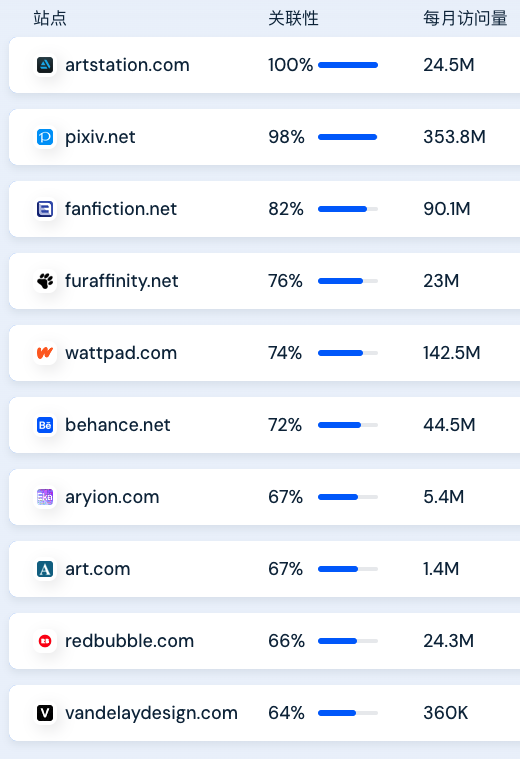 站点 关联性 每月访问量
artstation.com 100% 24.5M
pixiv.net 98% 353.8M
fanfiction.net 82% 90.1M
furaffinity.net 76% 23M
wattpad.com 74% 142.5M
Bē behance.net 72% 44.5M
Eka aryion.com 67% 5.4M
A art.com 67% 1.4M
RB redbubble.com 66% 24.3M
V vandelaydesign.com 64% 360K